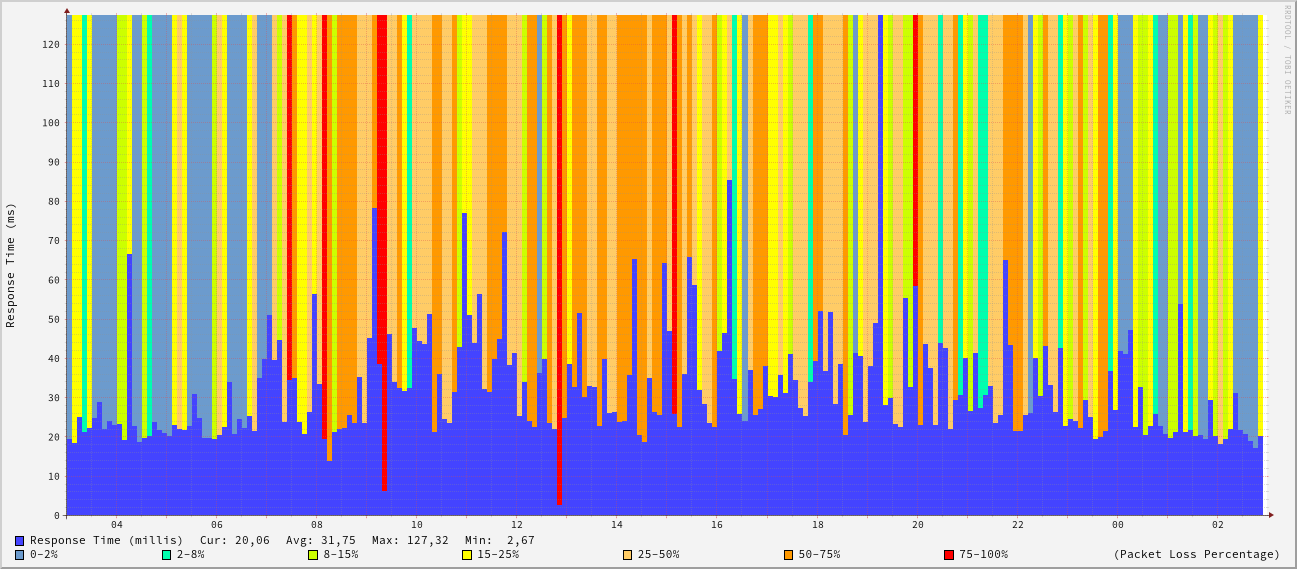 RRDTOOL / TOBI OETIKER
Response Time (ms)
120
110
100
90
80
70
60
50
40
30
20
10
0
04 06 08 10 12 14 16 18 20 22 00 02
Response Time (millis) Cur: 20,06 Avg: 31,75 Max: 127,32 Min: 2,67
0-2% 2-8% 8-15% 15-25% 25-50% 50-75% 75-100% (Packet Loss Percentage)